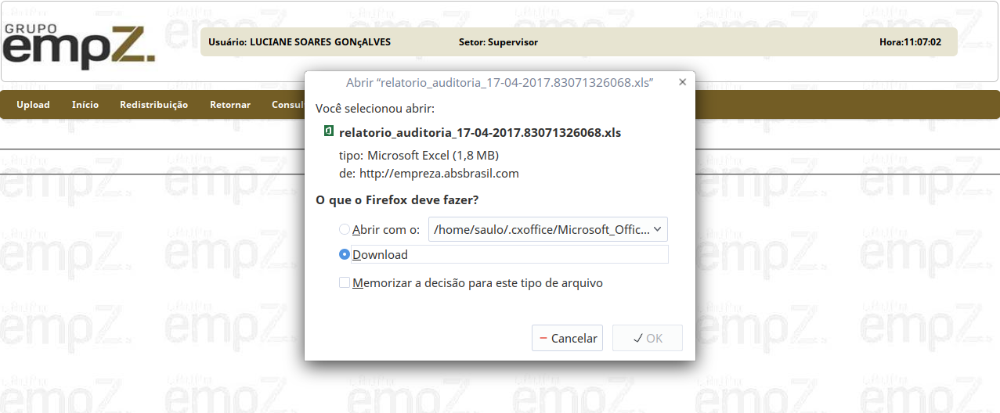 GRUPO
empZ.
Usuário: LUCIANE SOARES GONçALVES Setor: Supervisor Hora:11:07:02
Upload Início Redistribuição Retornar Consul
Abrir “relatorio_auditoria_17-04-2017.83071326068.xls”
Você selecionou abrir:
relatorio_auditoria_17-04-2017.83071326068.xls
tipo: Microsoft Excel (1,8 MB)
de: http://empreza.absbrasil.com
O que o Firefox deve fazer?
Abrir com o: /home/saulo/.cxoffice/Microsoft_Offic...
Download
Memorizar a decisão para este tipo de arquivo
Cancelar OK